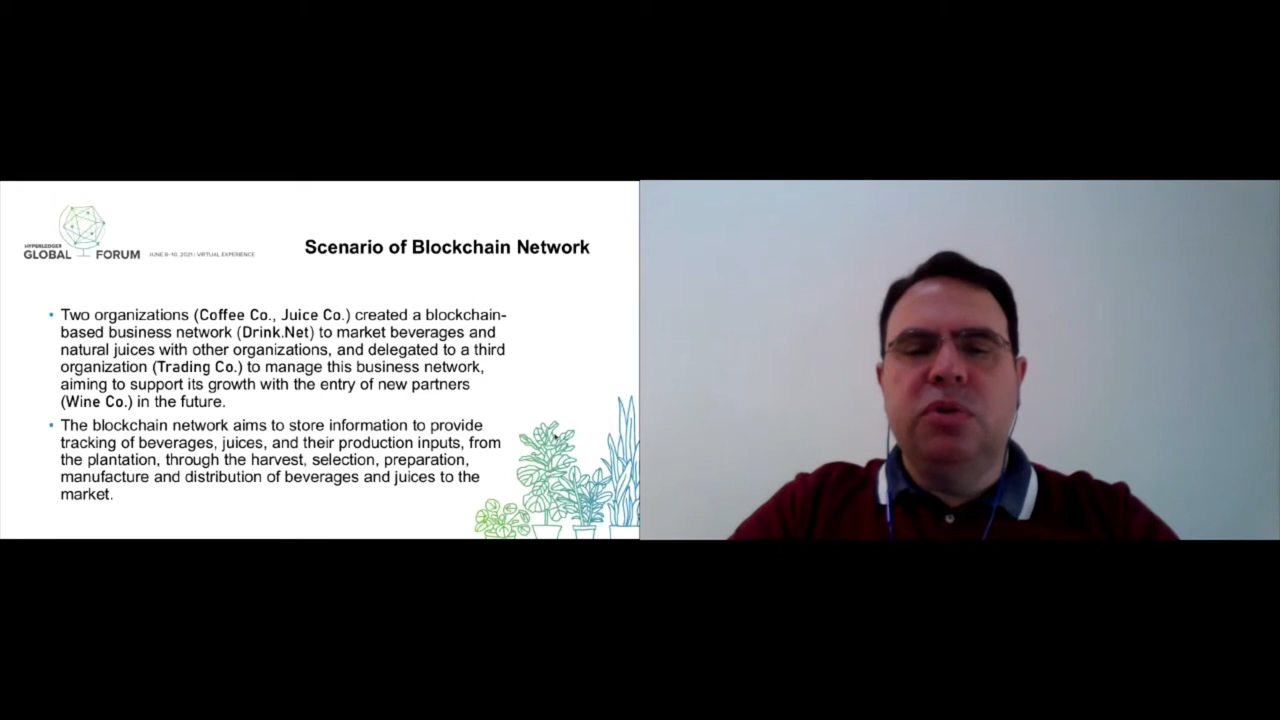 HYPERLEDGER
GLOBAL FORUM
JUNE 8-10, 2021 | VIRTUAL EXPERIENCE
Scenario of Blockchain Network
• Two organizations (Coffee Co., Juice Co.) created a blockchain-
based business network (Drink.Net) to market beverages and
natural juices with other organizations, and delegated to a third
organization (Trading Co.) to manage this business network,
aiming to support its growth with the entry of new partners
(Wine Co.) in the future.
• The blockchain network aims to store information to provide
tracking of beverages, juices, and their production inputs, from
the plantation, through the harvest, selection, preparation,
manufacture and distribution of beverages and juices to the
market.